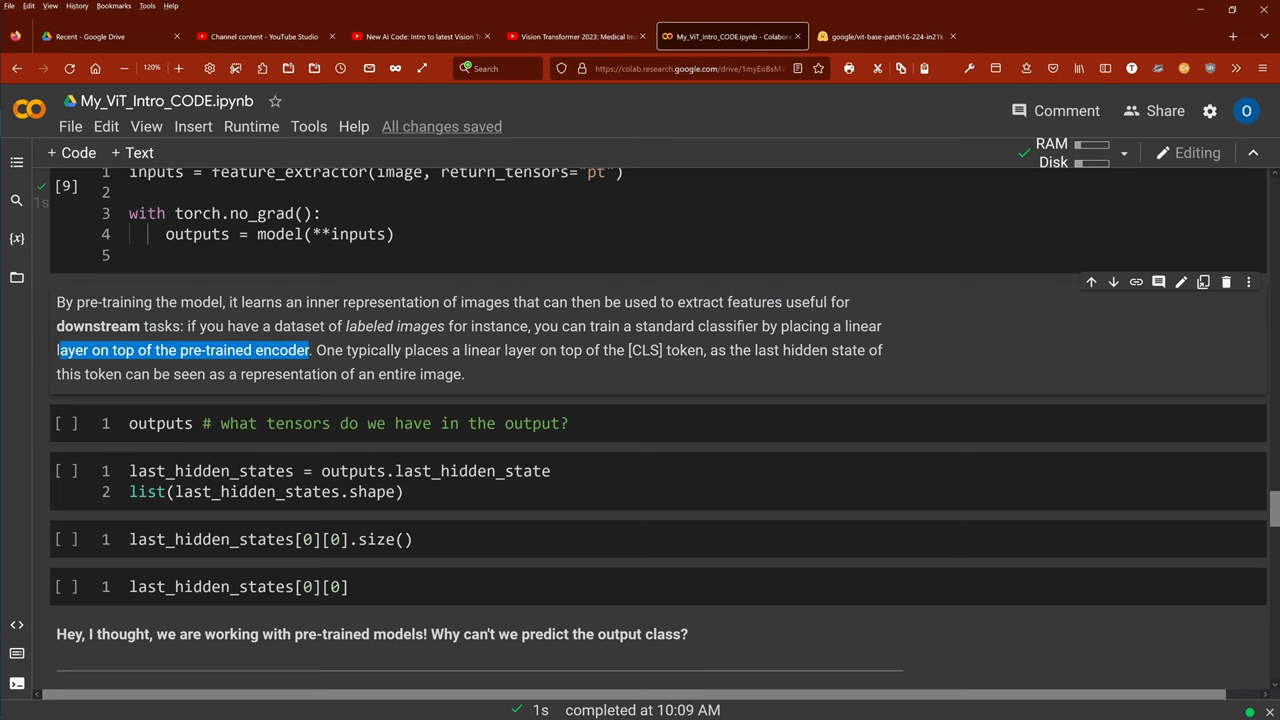 File Edit View History Bookmarks Tools Help
Recent - Google Drive
Channel content - YouTube Studio
New AI Code: Intro to latest Vision T
Vision Transformer 2023: Medical Im
My_ViT_Intro_CODE.ipynb - Colabora
google/vit-base-patch16-224-in21k
120%
Search
https://colab.research.google.com/drive/1myEoBsM
My_ViT_Intro_CODE.ipynb
Comment Share O
File Edit View Insert Runtime Tools Help All changes saved
+ Code + Text
RAM
Disk
Editing
[9] 1 inputs = feature_extractor(image, return_tensors="pt")
1s 2
3 with torch.no_grad():
4 outputs = model(**inputs)
5
By pre-training the model, it learns an inner representation of images that can then be used to extract features useful for
downstream tasks: if you have a dataset of labeled images for instance, you can train a standard classifier by placing a linear
layer on top of the pre-trained encoder. One typically places a linear layer on top of the [CLS] token, as the last hidden state of
this token can be seen as a representation of an entire image.
[ ] 1 outputs # what tensors do we have in the output?
[ ] 1 last_hidden_states = outputs.last_hidden_state
2 list(last_hidden_states.shape)
[ ] 1 last_hidden_states[0][0].size()
[ ] 1 last_hidden_states[0][0]
Hey, I thought, we are working with pre-trained models! Why can't we predict the output class?
1s completed at 10:09 AM